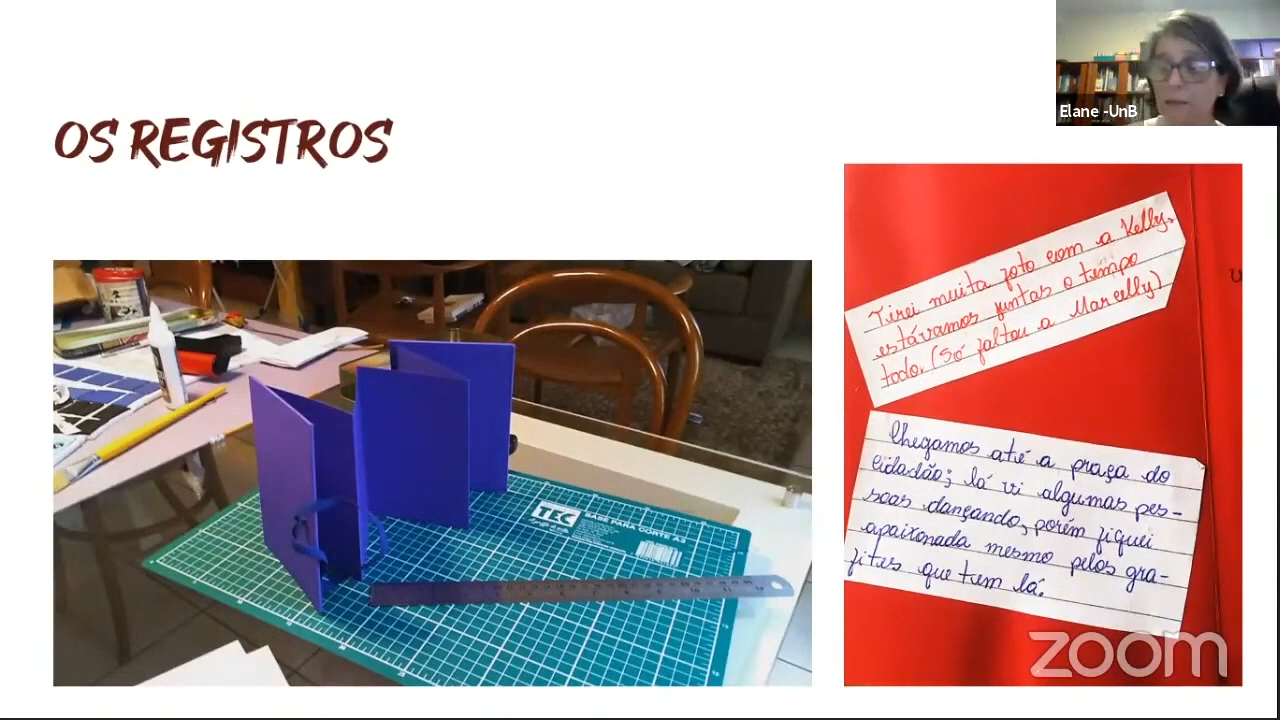 Elane -UnB
OS REGISTROS
Tirei muita foto com a Kelly,
estávamos juntas o tempo
todo. (Só faltou a Marcelly)
Chegamos até a praça do
Cidadão; lá vi algumas pes-
soas dançando, porém fiquei
apaixonada mesmo pelos gra-
fites que tem lá.
TEC
BASE PARA CORTE A3
zoom